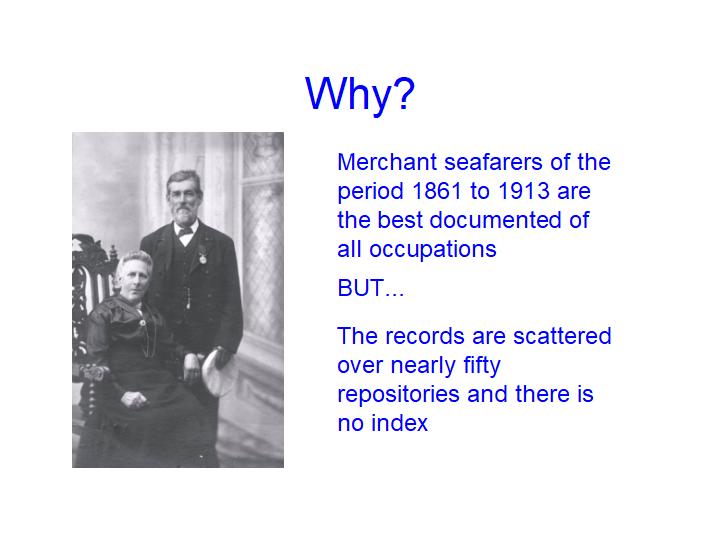 Why?
Merchant seafarers of the
period 1861 to 1913 are
the best documented of
all occupations
BUT...
The records are scattered
over nearly fifty
repositories and there is
no index